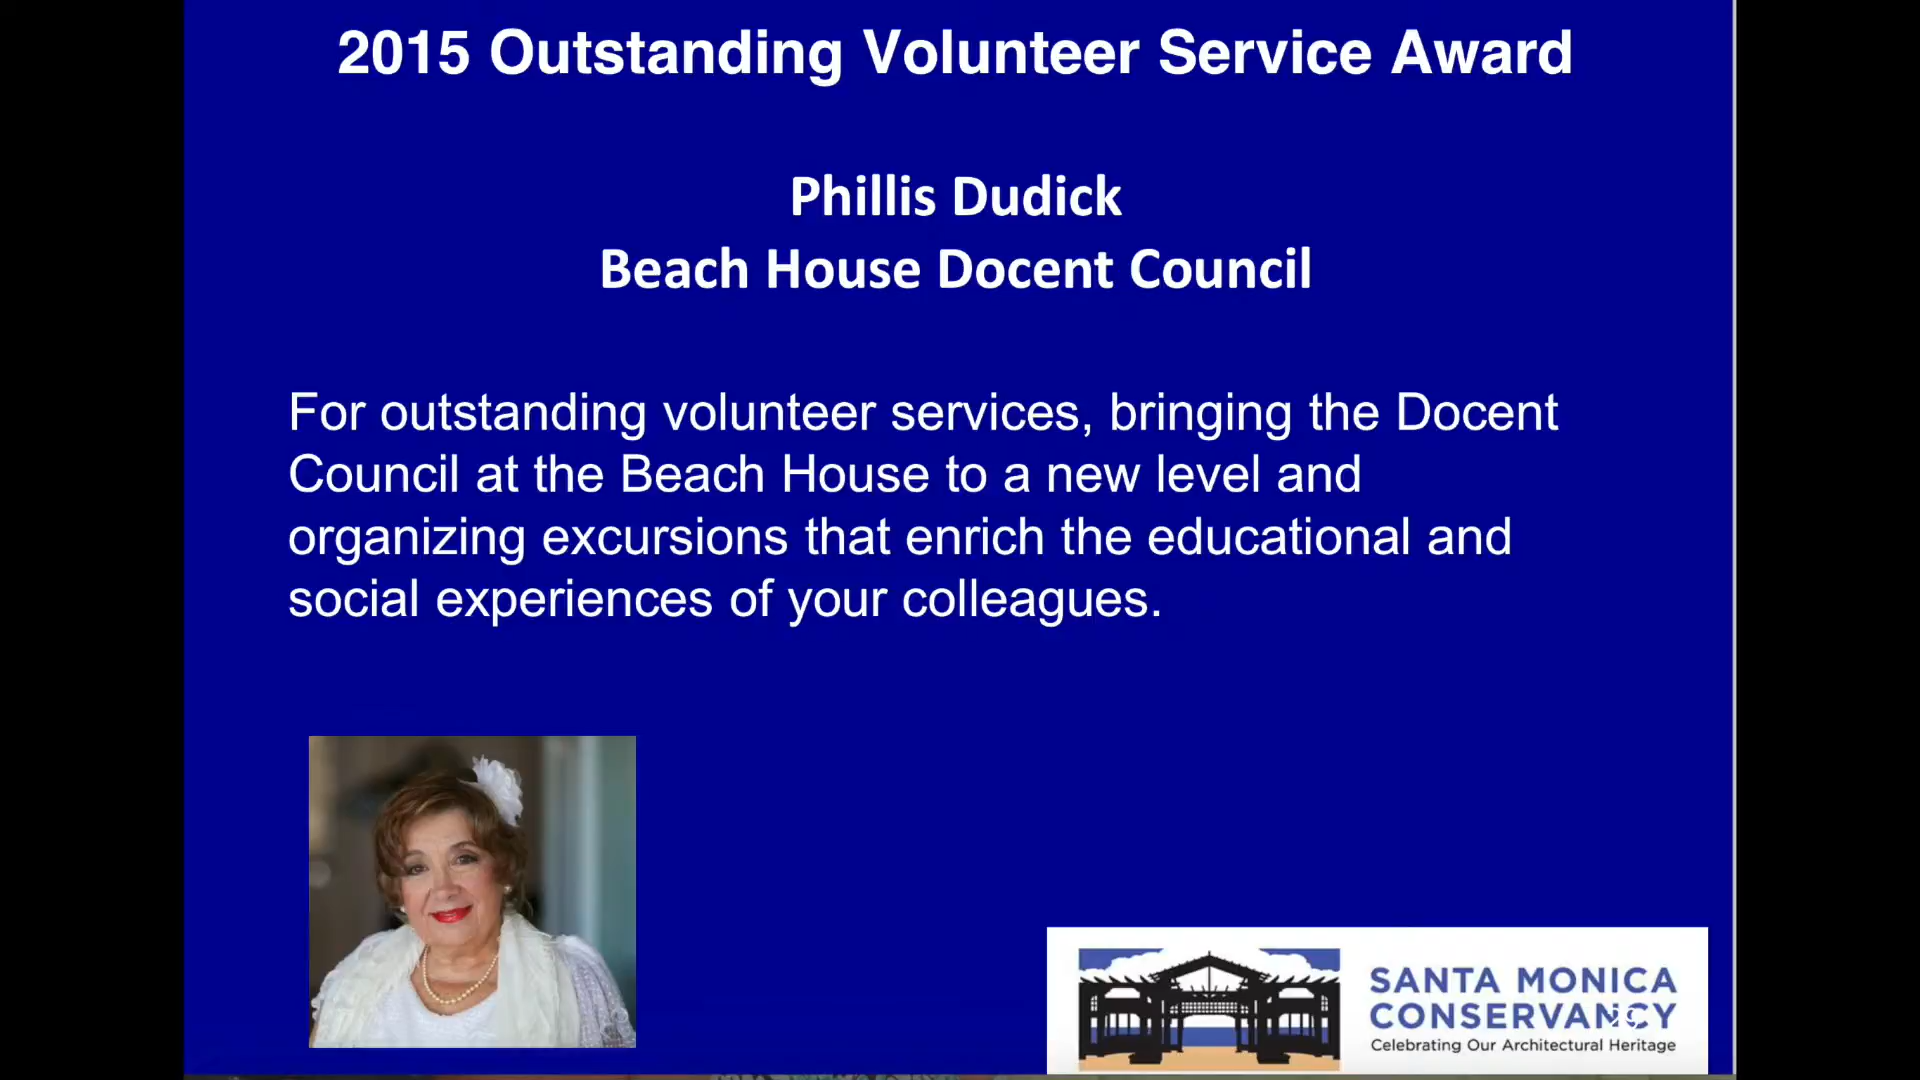 2015 Outstanding Volunteer Service Award
Phillis Dudick
Beach House Docent Council
For outstanding volunteer services, bringing the Docent
Council at the Beach House to a new level and
organizing excursions that enrich the educational and
social experiences of your colleagues.
SANTA MONICA
CONSERVANCY
Celebrating Our Architectural Heritage